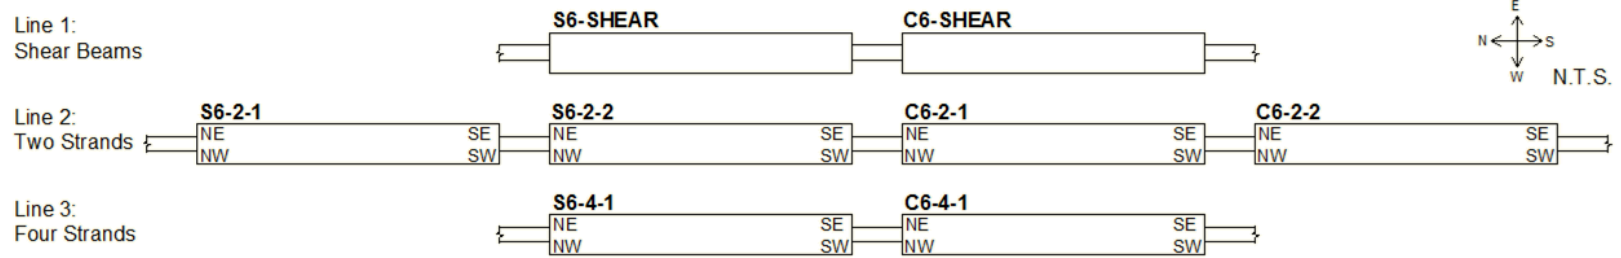 Line 1:
Shear Beams
S6-SHEAR C6-SHEAR
E
N S
W
N.T.S.
Line 2:
Two Strands
S6-2-1 S6-2-2 C6-2-1 C6-2-2
NE SE NE SE NE SE NE SE
NW SW NW SW NW SW NW SW
Line 3:
Four Strands
S6-4-1 C6-4-1
NE SE NE SE
NW SW NW SW